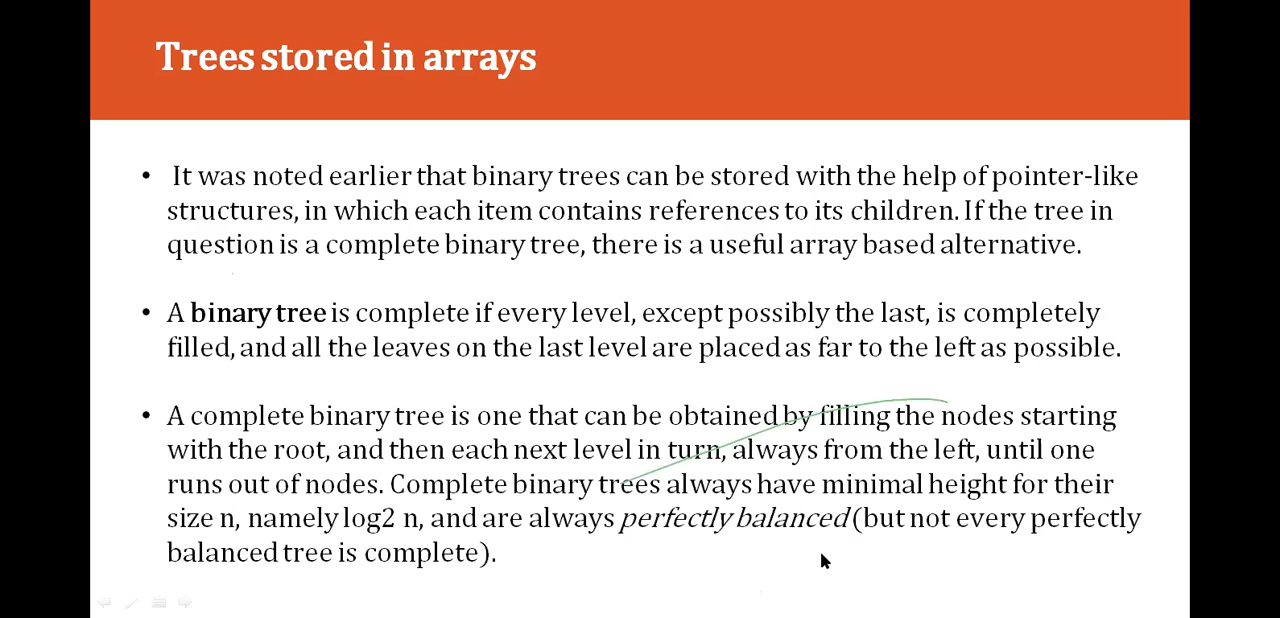 Trees stored in arrays
• It was noted earlier that binary trees can be stored with the help of pointer-like
structures, in which each item contains references to its children. If the tree in
question is a complete binary tree, there is a useful array based alternative.
• A binary tree is complete if every level, except possibly the last, is completely
filled, and all the leaves on the last level are placed as far to the left as possible.
• A complete binary tree is one that can be obtained by filling the nodes starting
with the root, and then each next level in turn, always from the left, until one
runs out of nodes. Complete binary trees always have minimal height for their
size n, namely log2 n, and are always perfectly balanced (but not every perfectly
balanced tree is complete).